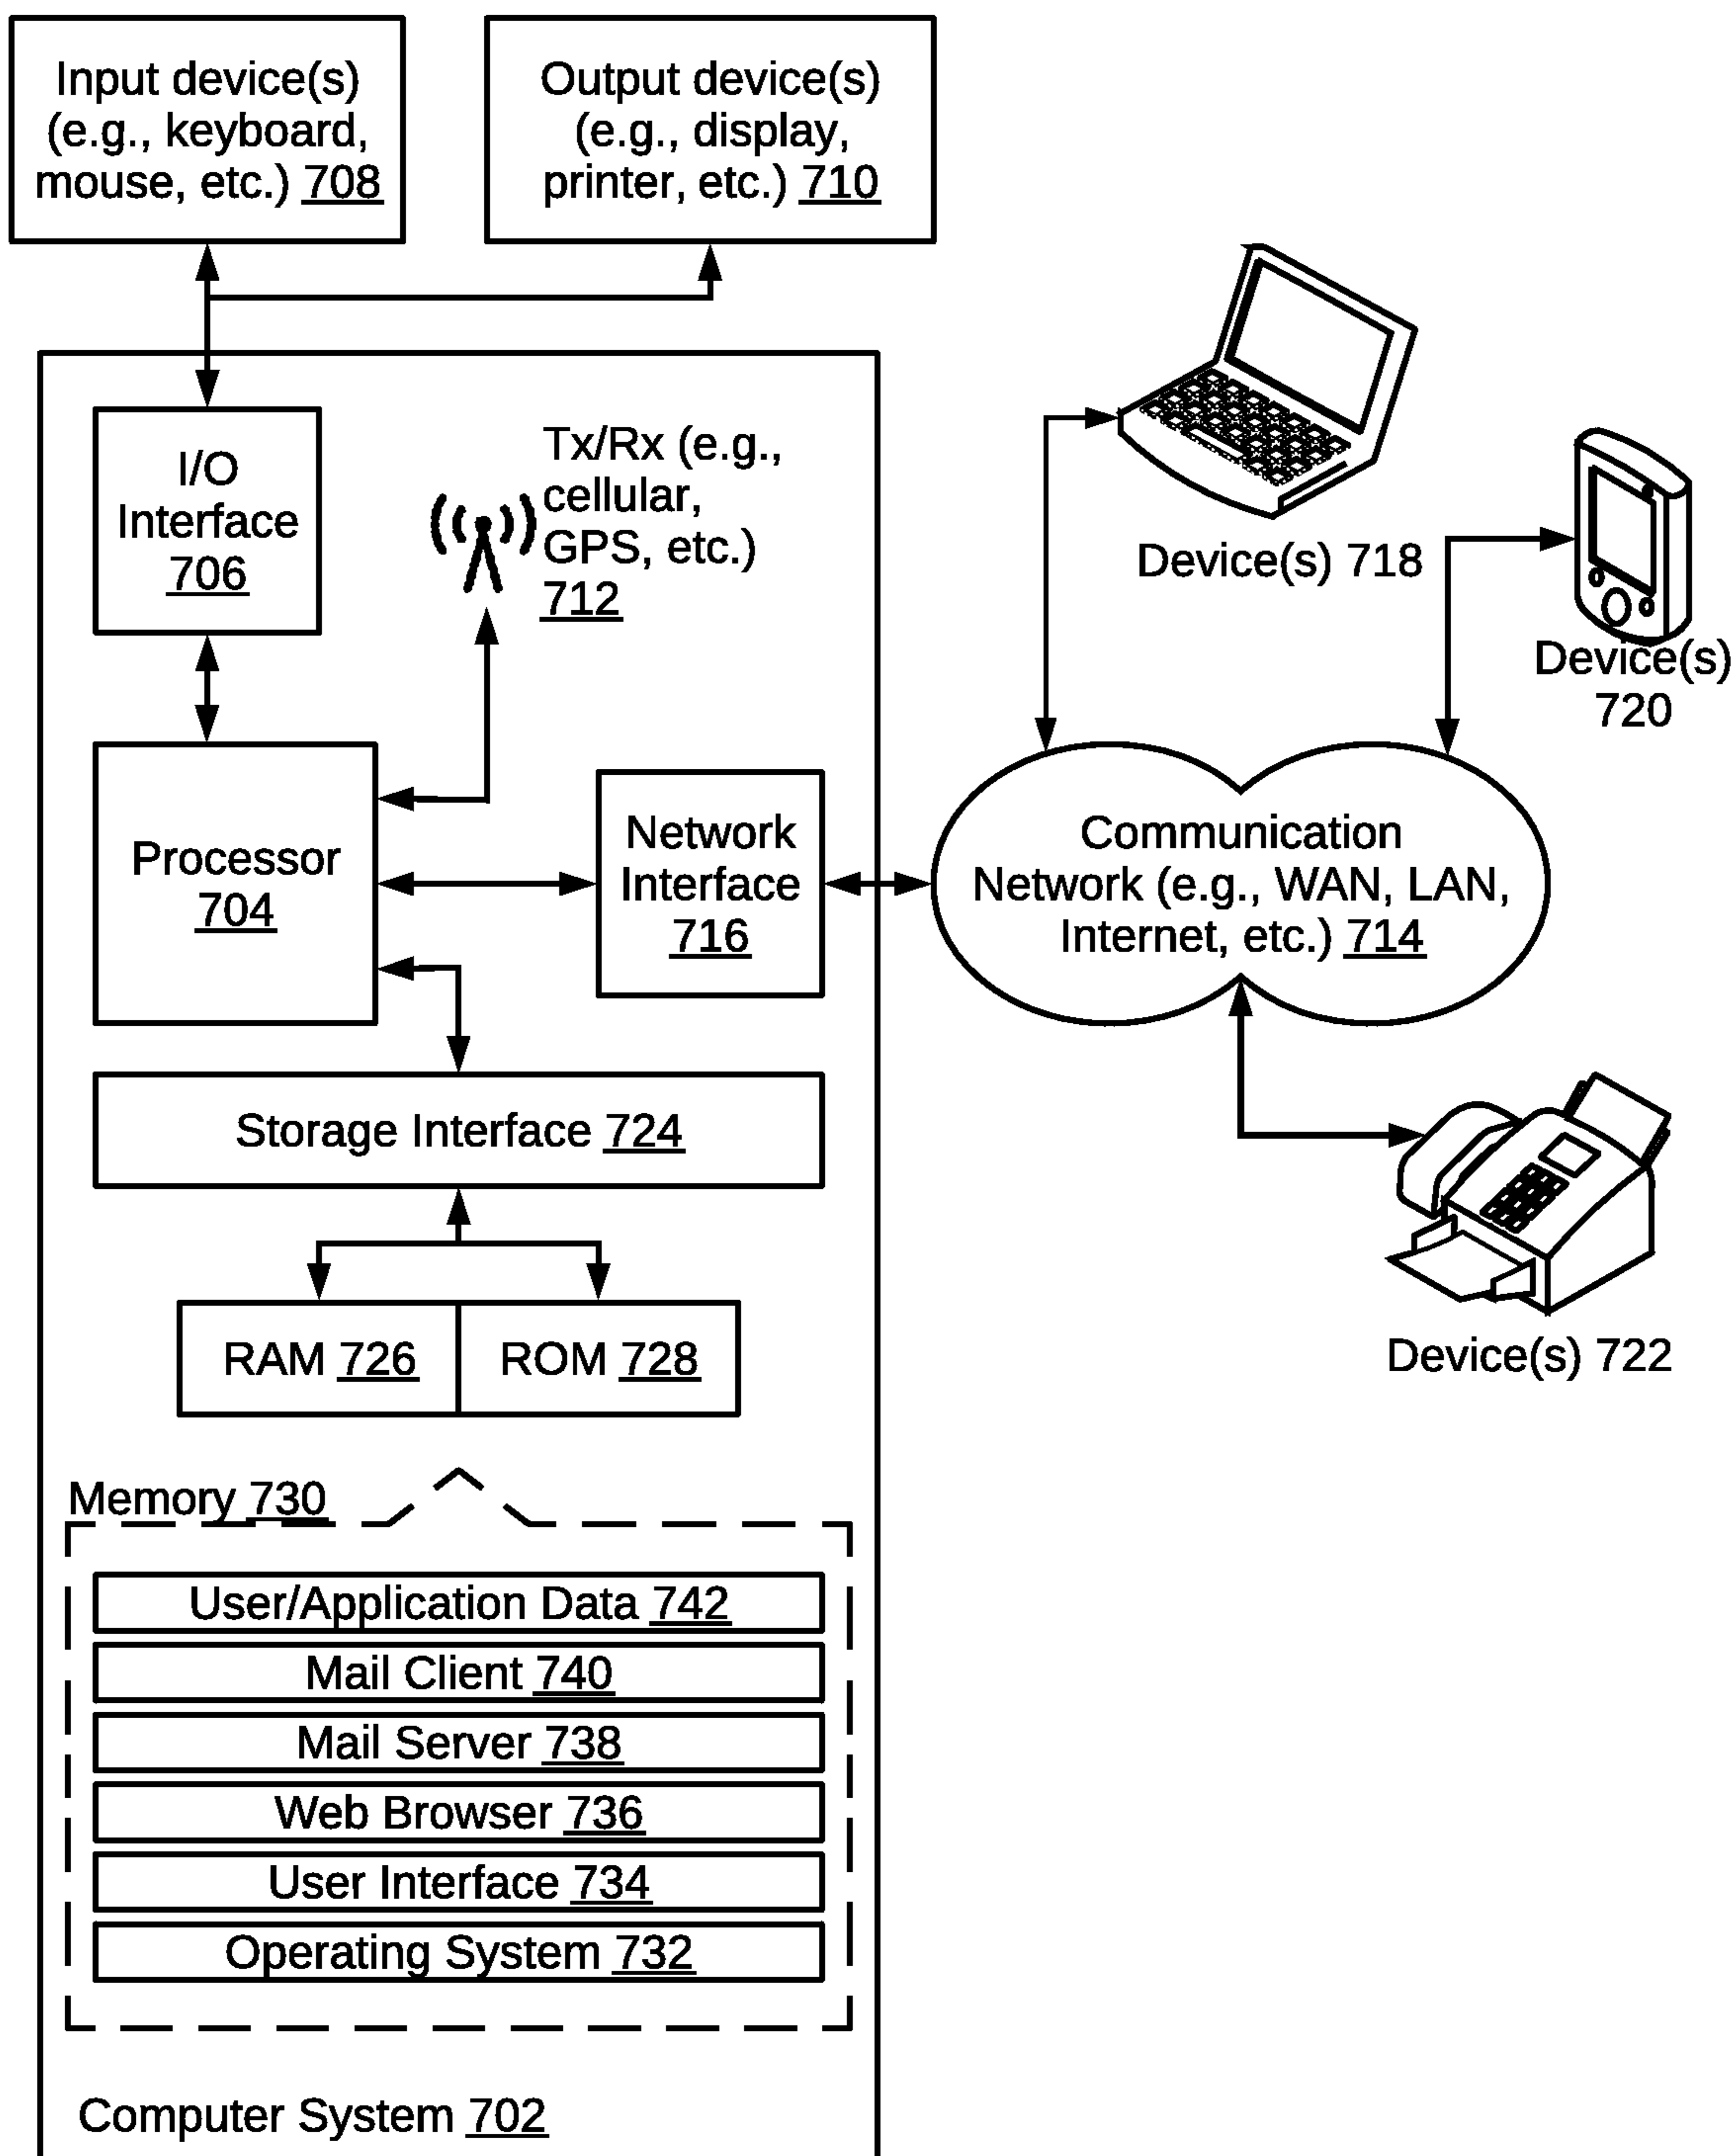 Input device(s)
(e.g., keyboard,
mouse, etc.) 708
Output device(s)
(e.g., display,
printer, etc.) 710
I/O
Interface
706
Tx/Rx (e.g.,
cellular,
GPS, etc.)
712
Device(s) 718
Device(s)
720
Processor
704
Network
Interface
716
Communication
Network (e.g., WAN, LAN,
Internet, etc.) 714
Storage Interface 724
RAM 726
ROM 728
Device(s) 722
Memory 730
User/Application Data 742
Mail Client 740
Mail Server 738
Web Browser 736
User Interface 734
Operating System 732
Computer System 702